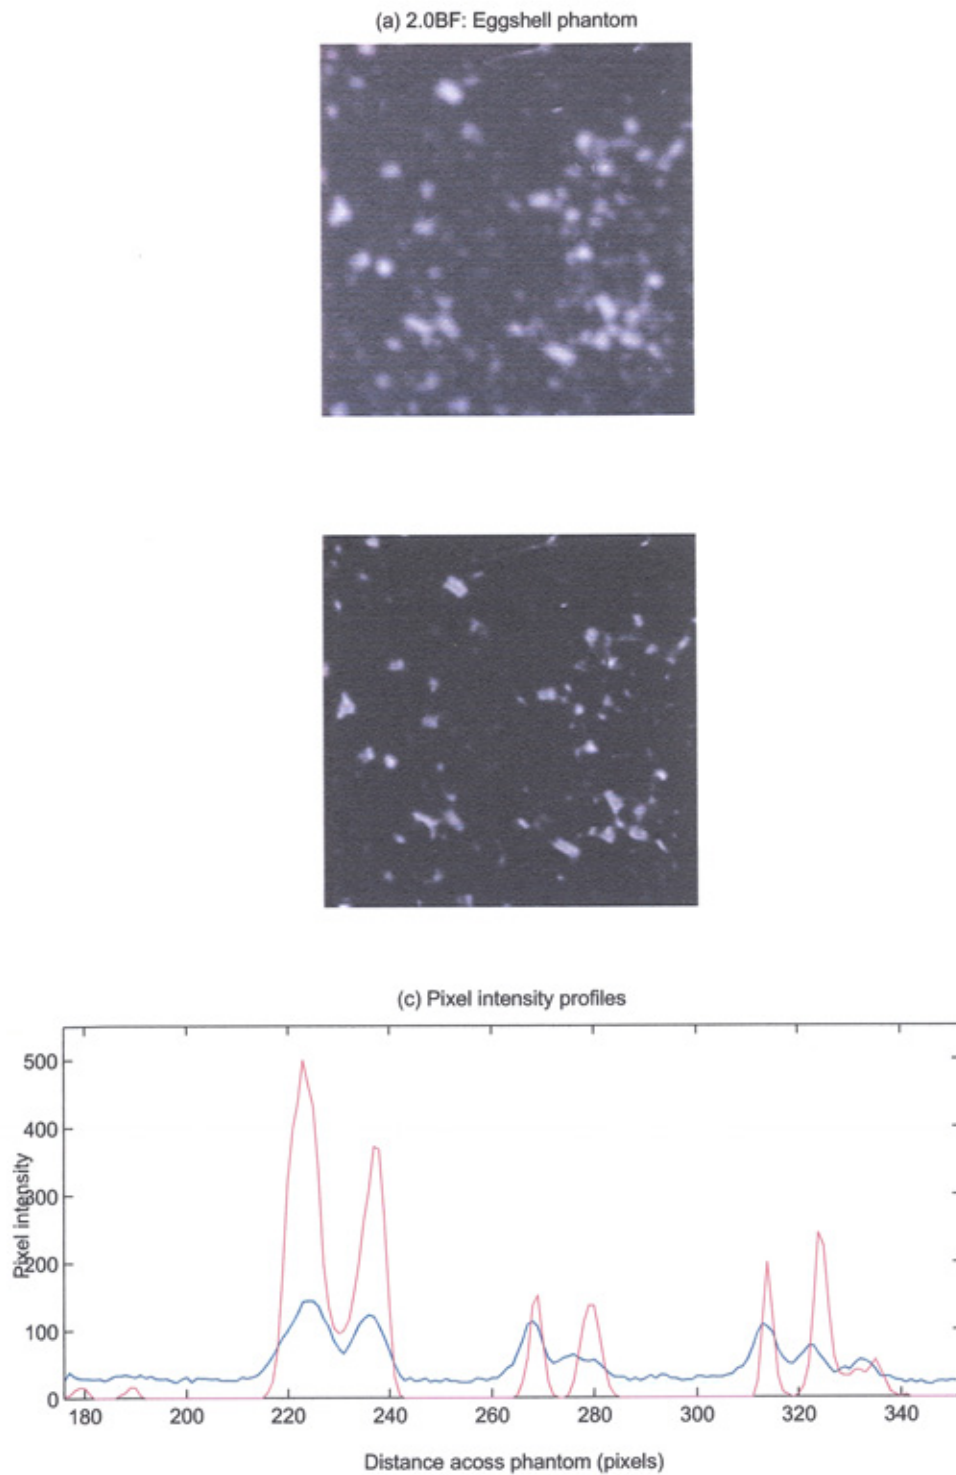 (a) 2.0BF: Eggshell phantom
(c) Pixel intensity profiles
500
400
300
200
100
0
Pixel intensity
180 200 220 240 260 280 300 320 340
Distance acoss phantom (pixels)